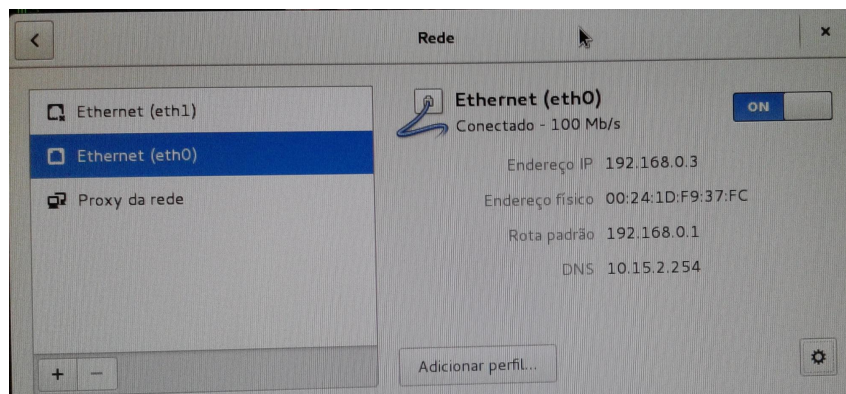 Rede
Ethernet (eth1)
Ethernet (eth0)
Proxy da rede
Ethernet (eth0)
Conectado - 100 Mb/s
ON
Endereço IP 192.168.0.3
Endereço físico 00:24:1D:F9:37:FC
Rota padrão 192.168.0.1
DNS 10.15.2.254
Adicionar perfil...